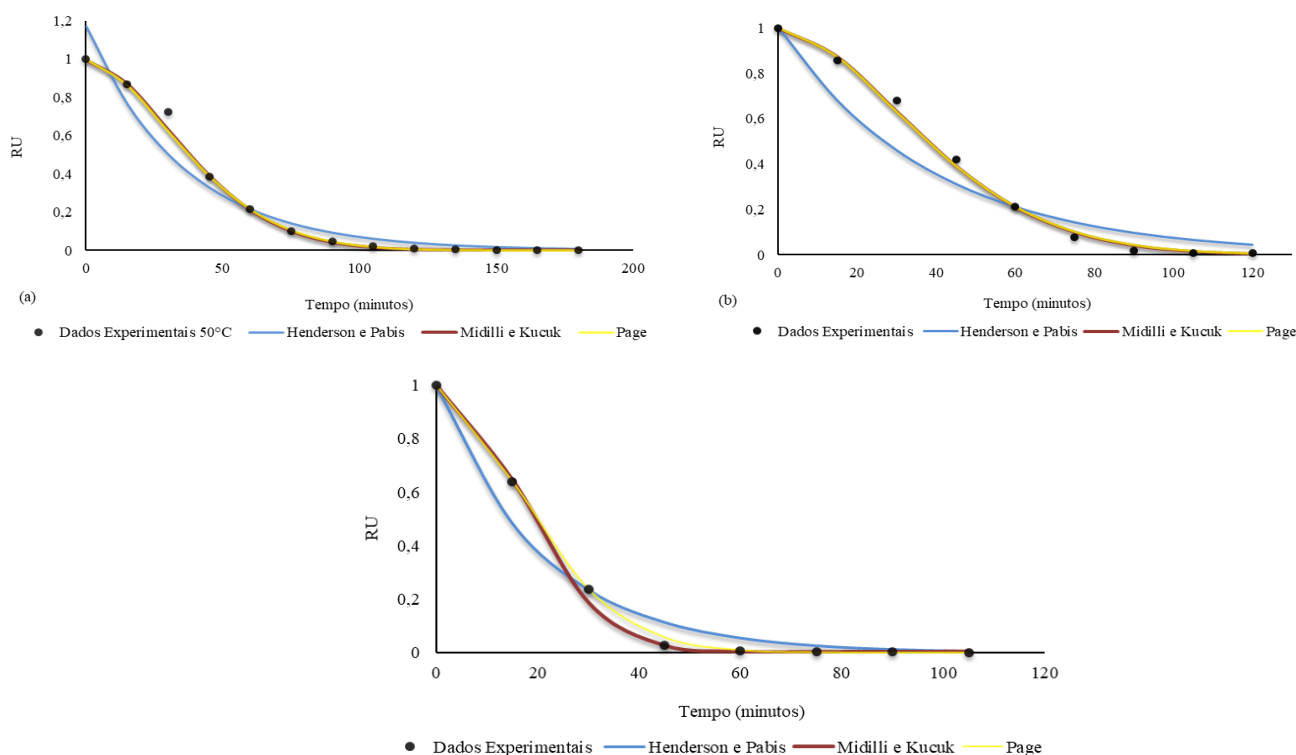 1,2
1
0,8
0,6
0,4
0,2
0
RU
0 50 100 150 200
(a)
Tempo (minutos)
Dados Experimentais 50°C Henderson e Pabis Midilli e Kucuk Page
1
0,8
0,6
0,4
0,2
0
RU
0 20 40 60 80 100 120
(b)
Tempo (minutos)
Dados Experimentais Henderson e Pabis Midilli e Kucuk Page
1
0,8
0,6
0,4
0,2
0
RU
0 20 40 60 80 100 120
Tempo (minutos)
Dados Experimentais Henderson e Pabis Midilli e Kucuk Page